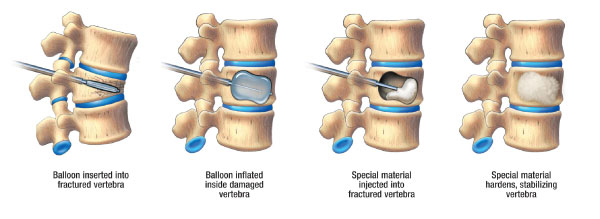 Balloon inserted into
fractured vertebra
Balloon inflated
inside damaged
vertebra
Special material
injected into
fractured vertebra
Special material
hardens, stabilizing
vertebra